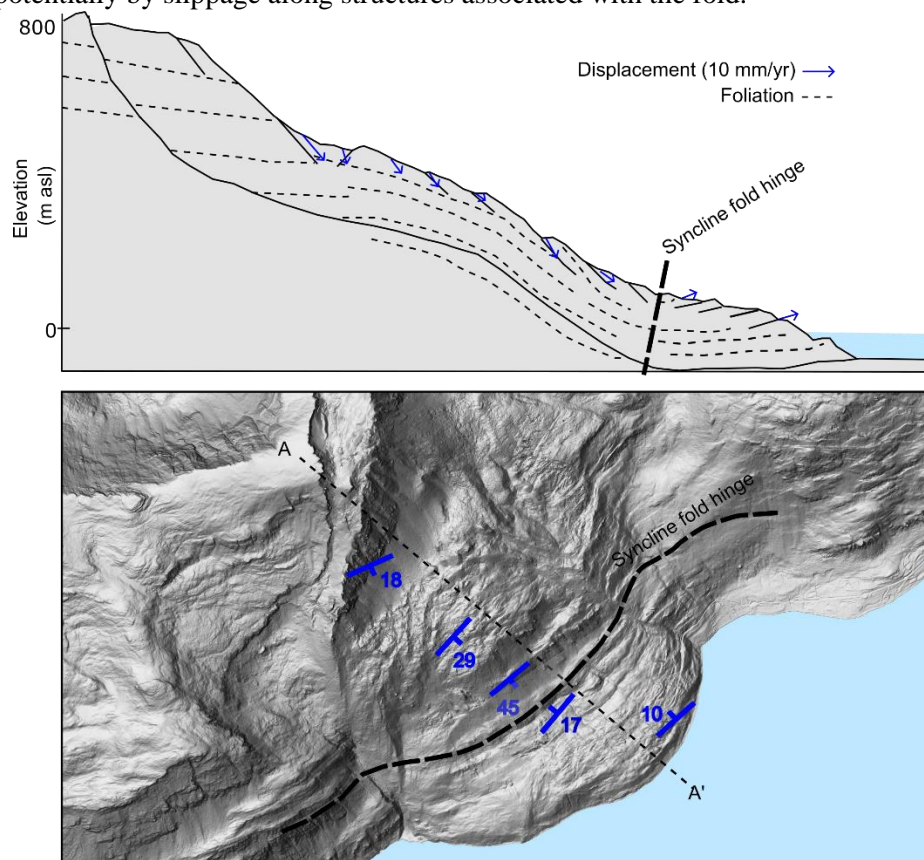 potentially by slippage along structures associated with the fold.
800
Displacement (10 mm/yr)
Foliation
Elevation
(m asl)
Syncline fold hinge
0
A
Syncline fold hinge
18
29
45
17
10
A'